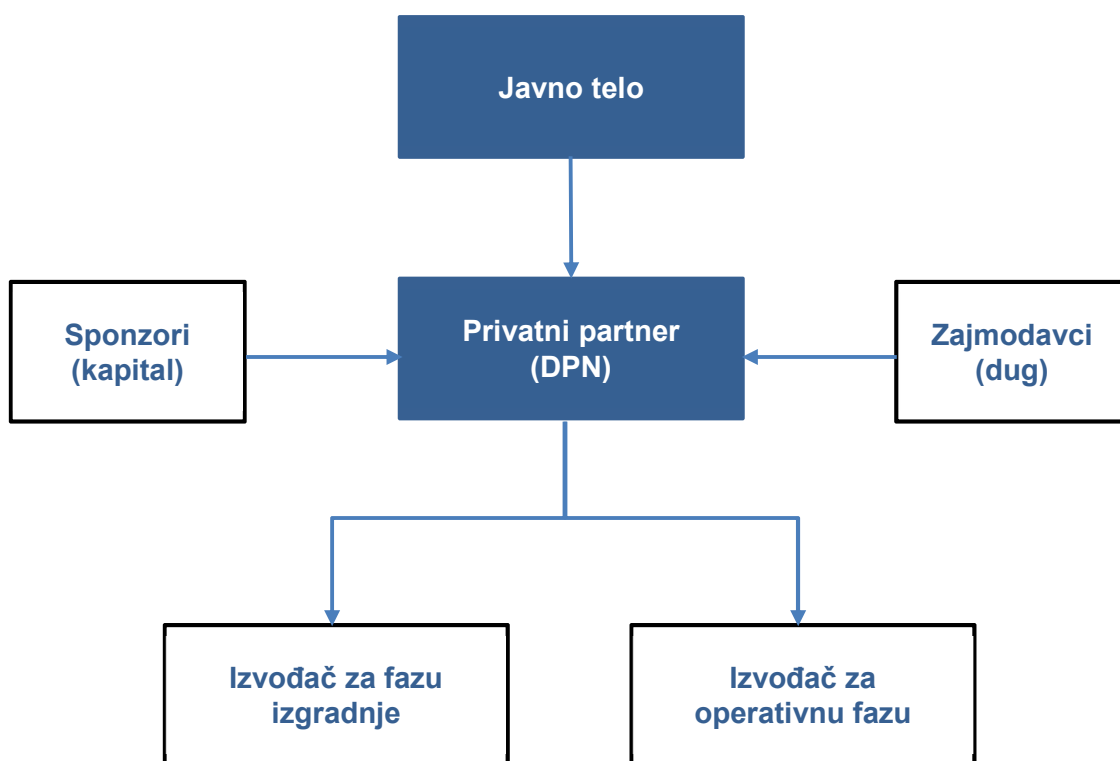 Javno telo
Sponzori
(kapital)
Privatni partner
(DPN)
Zajmodavci
(dug)
Izvođač za fazu
izgradnje
Izvođač za
operativnu fazu